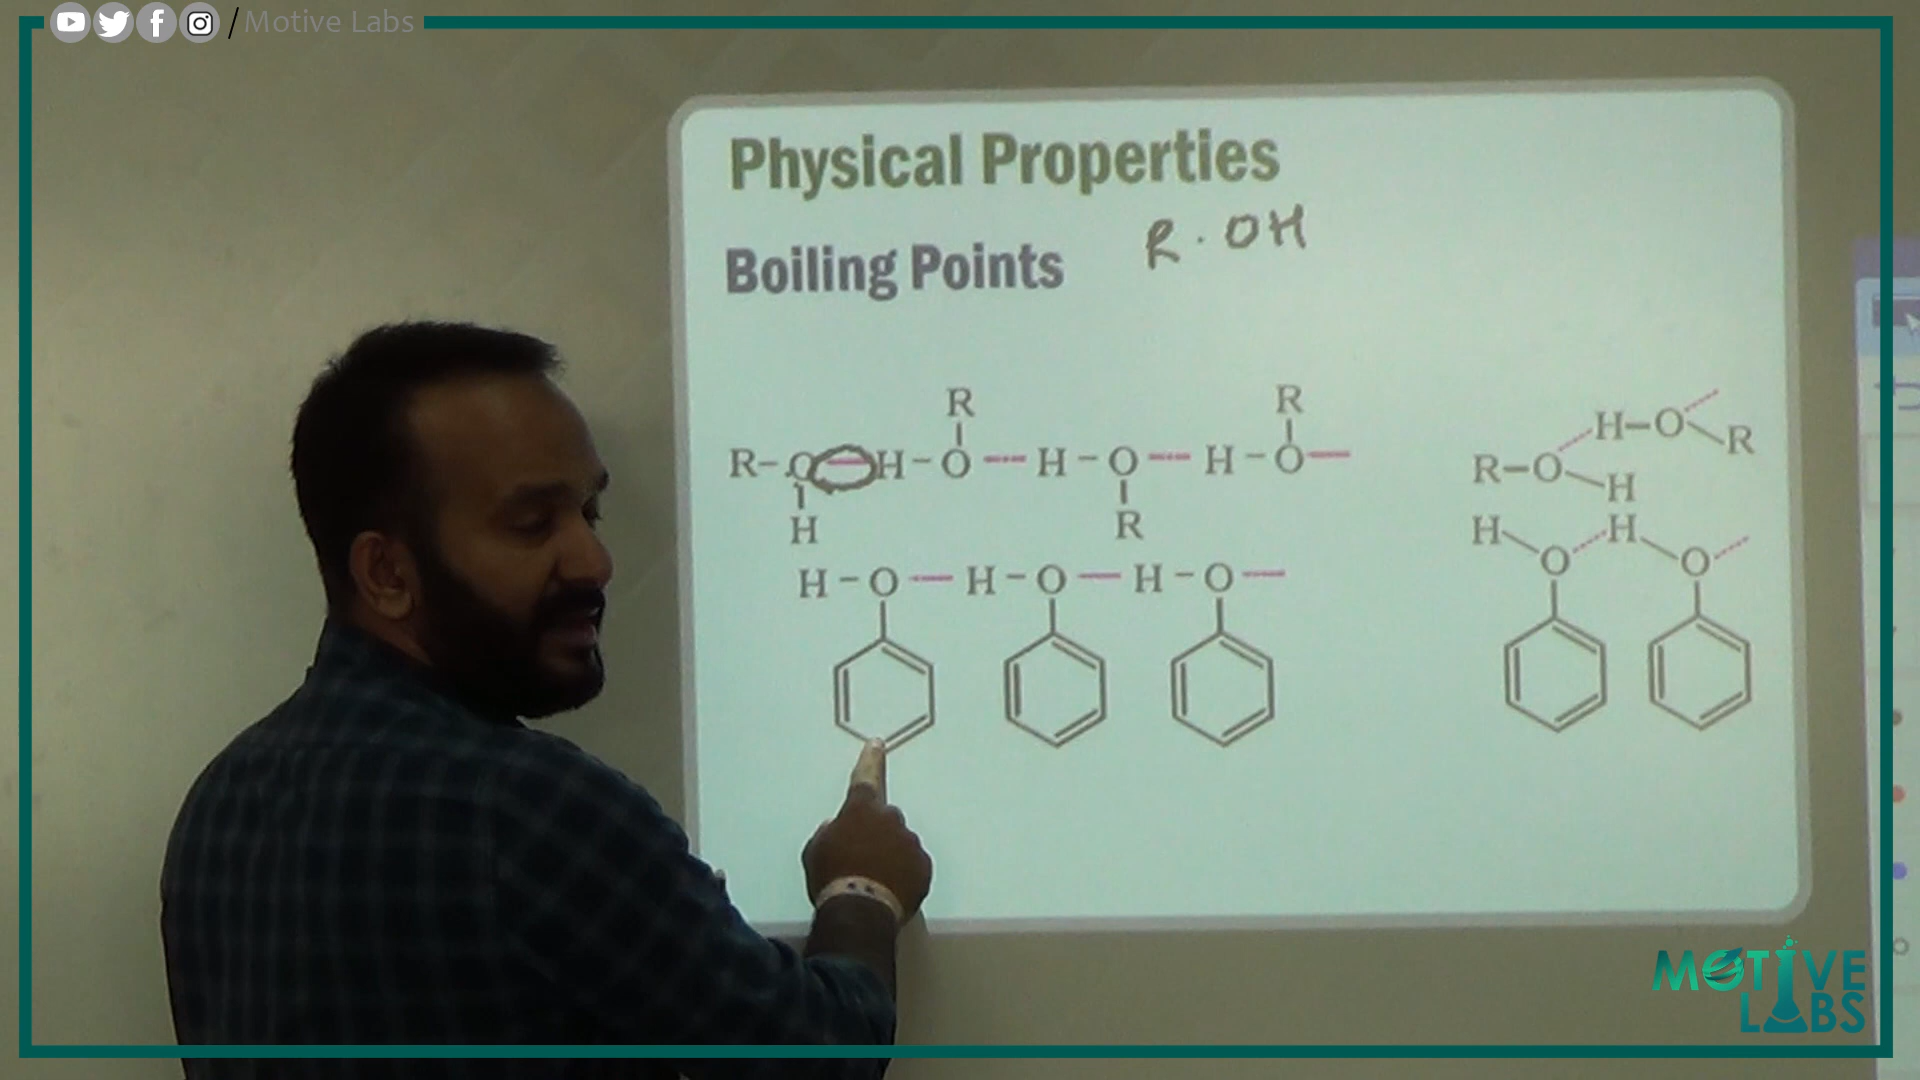 / Motive Labs
Physical Properties
Boiling Points
R . OH
R R
R-O H-O H-O H-O
H R
H-O H-O H-O
H-O
R
R-O
H
H H
O O
MOTIVE
LABS